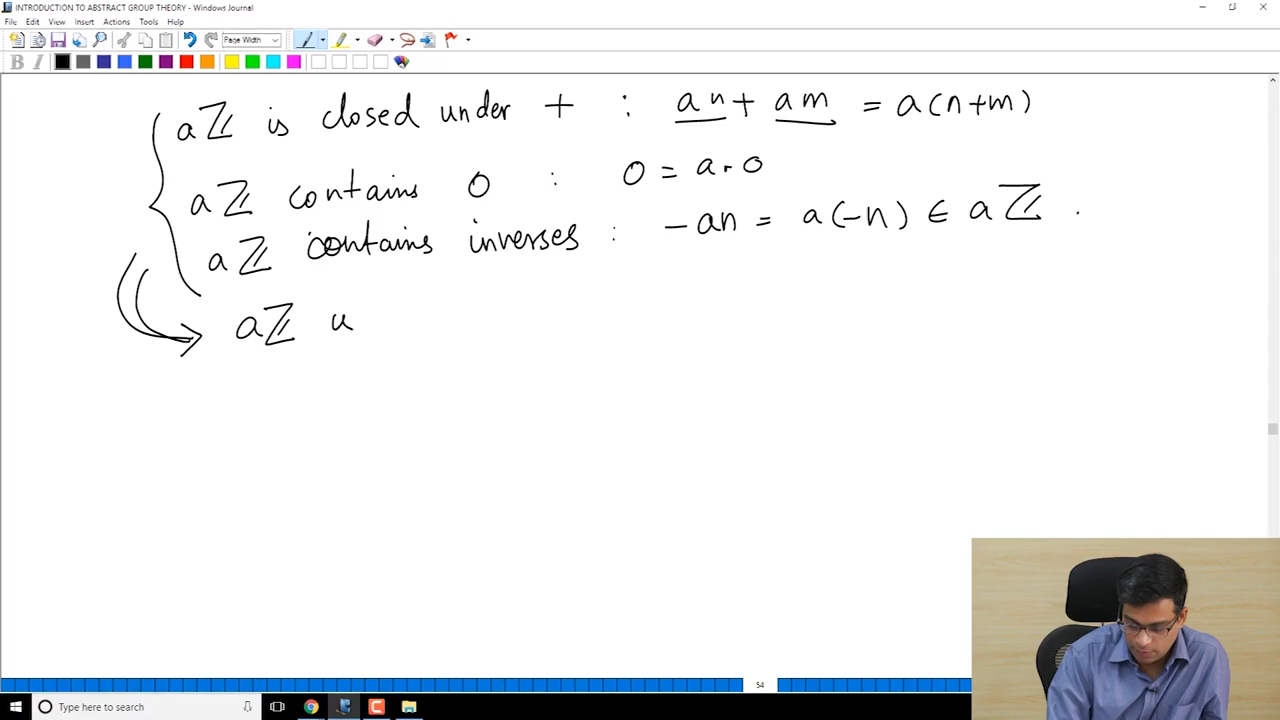 INTRODUCTION TO ABSTRACT GROUP THEORY - Windows Journal
File Edit View Insert Actions Tools Help
Page Width
B I
aℤ is closed under + : an + am = a(n+m)
aℤ contains 0 : 0 = a · 0
aℤ contains inverses : -an = a(-n) ∈ aℤ .
aℤ
54
Type here to search